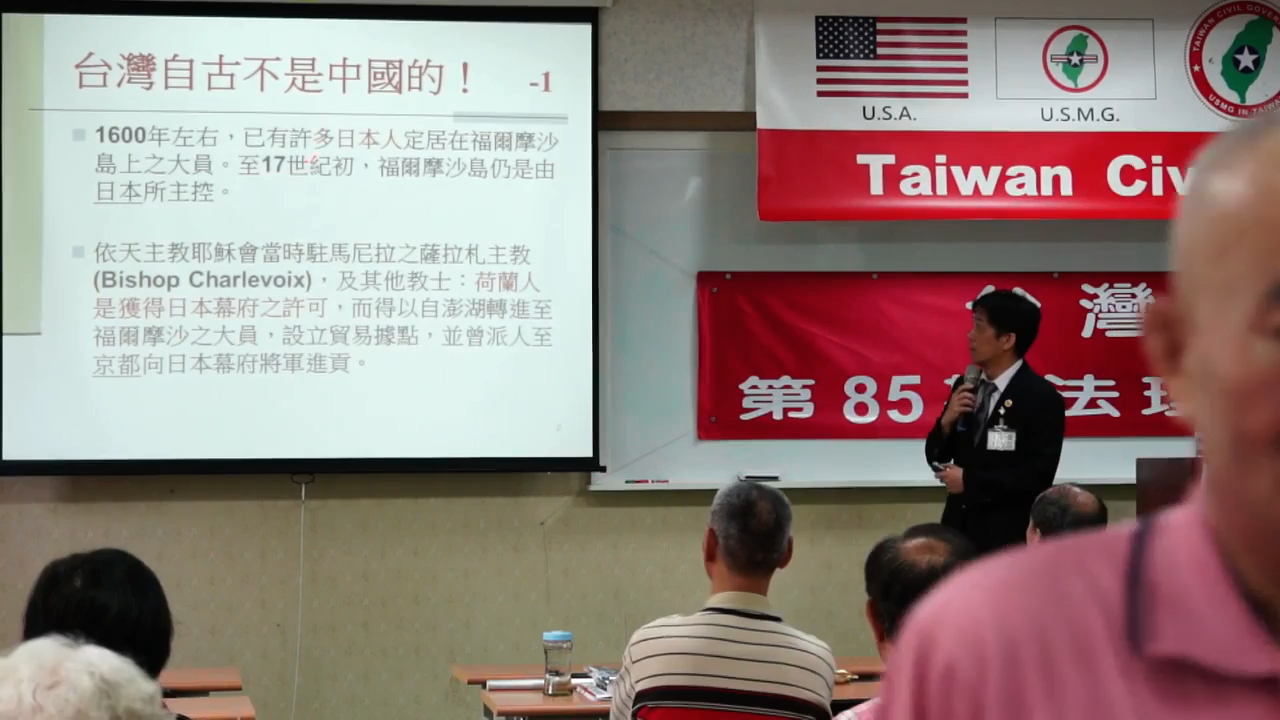 台灣自古不是中國的！ -1
1600年左右，已有許多日本人定居在福爾摩沙
島上之大員。至17世紀初，福爾摩沙島仍是由
日本所主控。
依天主教耶穌會當時駐馬尼拉之薩拉札主教
(Bishop Charlevoix)，及其他教士：荷蘭人
是獲得日本幕府之許可，而得以自澎湖轉進至
福爾摩沙之大員，設立貿易據點，並曾派人至
京都向日本幕府將軍進貢。
U.S.A.
U.S.M.G.
TAIWAN CIVIL GOVER
USMG IN TAIW
Taiwan Civ
灣
第 85 法 理